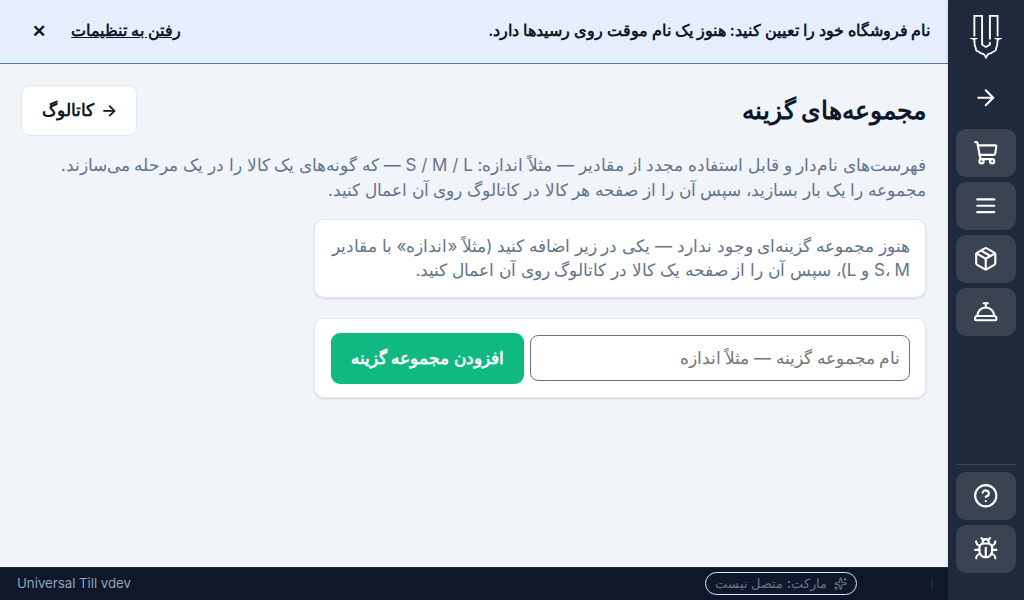 نام فروشگاه خود را تعیین کنید: هنوز یک نام موقت روی رسیدها دارد.
رفتن به تنظیمات
✕
مجموعه‌های گزینه
→ کاتالوگ
فهرست‌های نام‌دار و قابل استفاده مجدد از مقادیر — مثلاً اندازه: S / M / L — که گونه‌های یک کالا را در یک مرحله می‌سازند.
مجموعه را یک بار بسازید، سپس آن را از صفحه هر کالا در کاتالوگ روی آن اعمال کنید.
هنوز مجموعه گزینه‌ای وجود ندارد — یکی در زیر اضافه کنید (مثلاً «اندازه» با مقادیر
S، M و L)، سپس آن را از صفحه یک کالا در کاتالوگ روی آن اعمال کنید.
نام مجموعه گزینه — مثلاً اندازه
افزودن مجموعه گزینه
مارکت: متصل نیست
Universal Till vdev